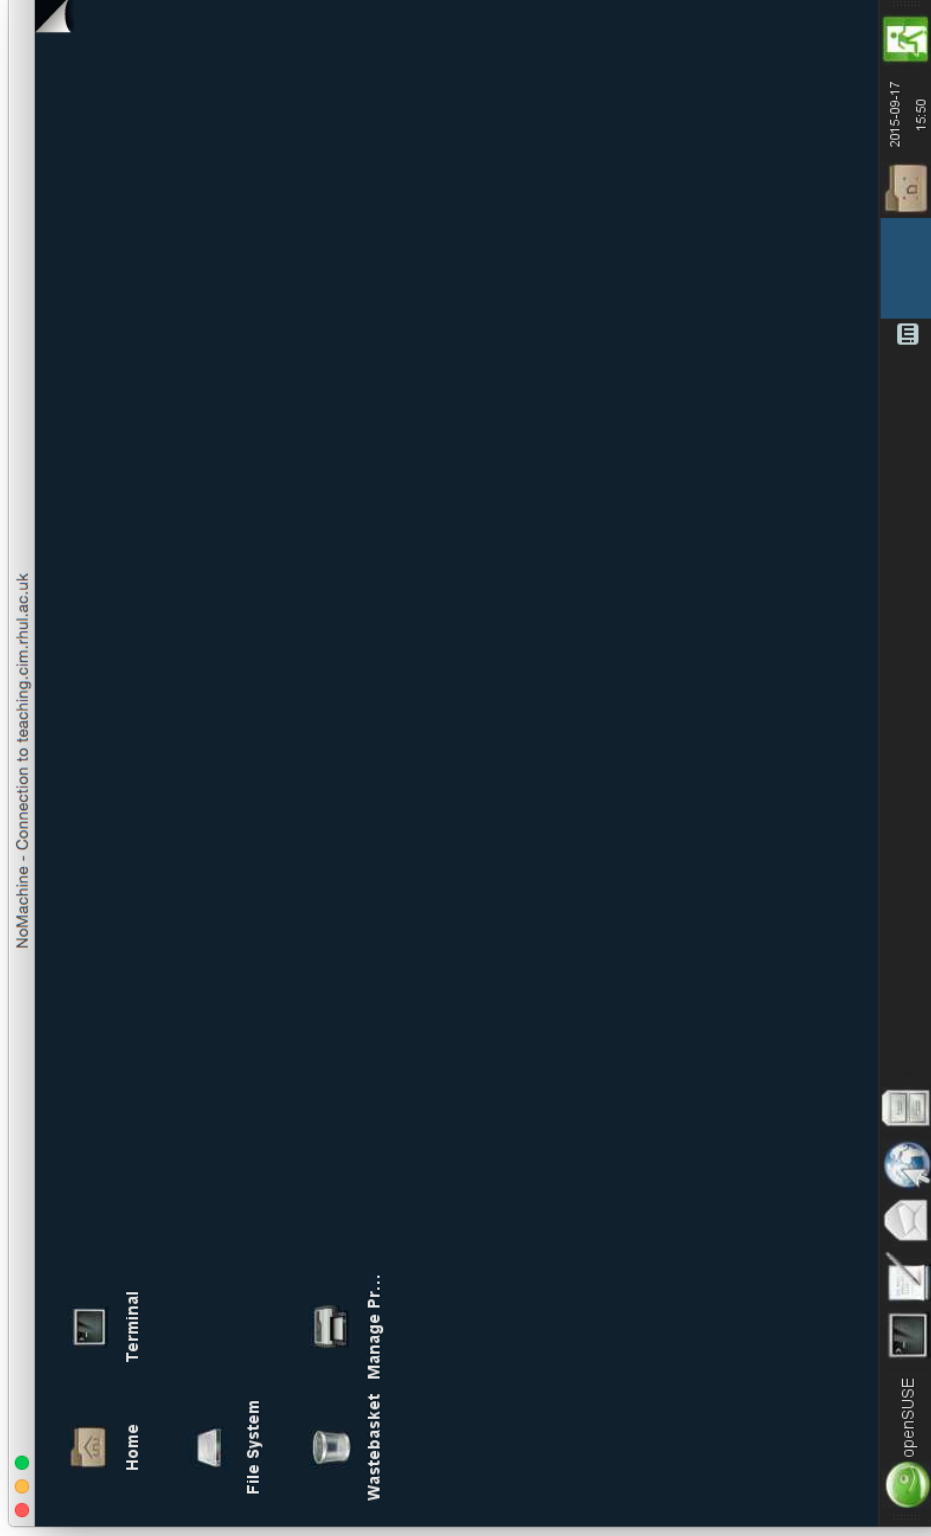 NoMachine - Connection to teaching.cim.rhul.ac.uk
Home
Terminal
File System
Wastebasket
Manage Pr...
openSUSE
2015-09-17
15:50